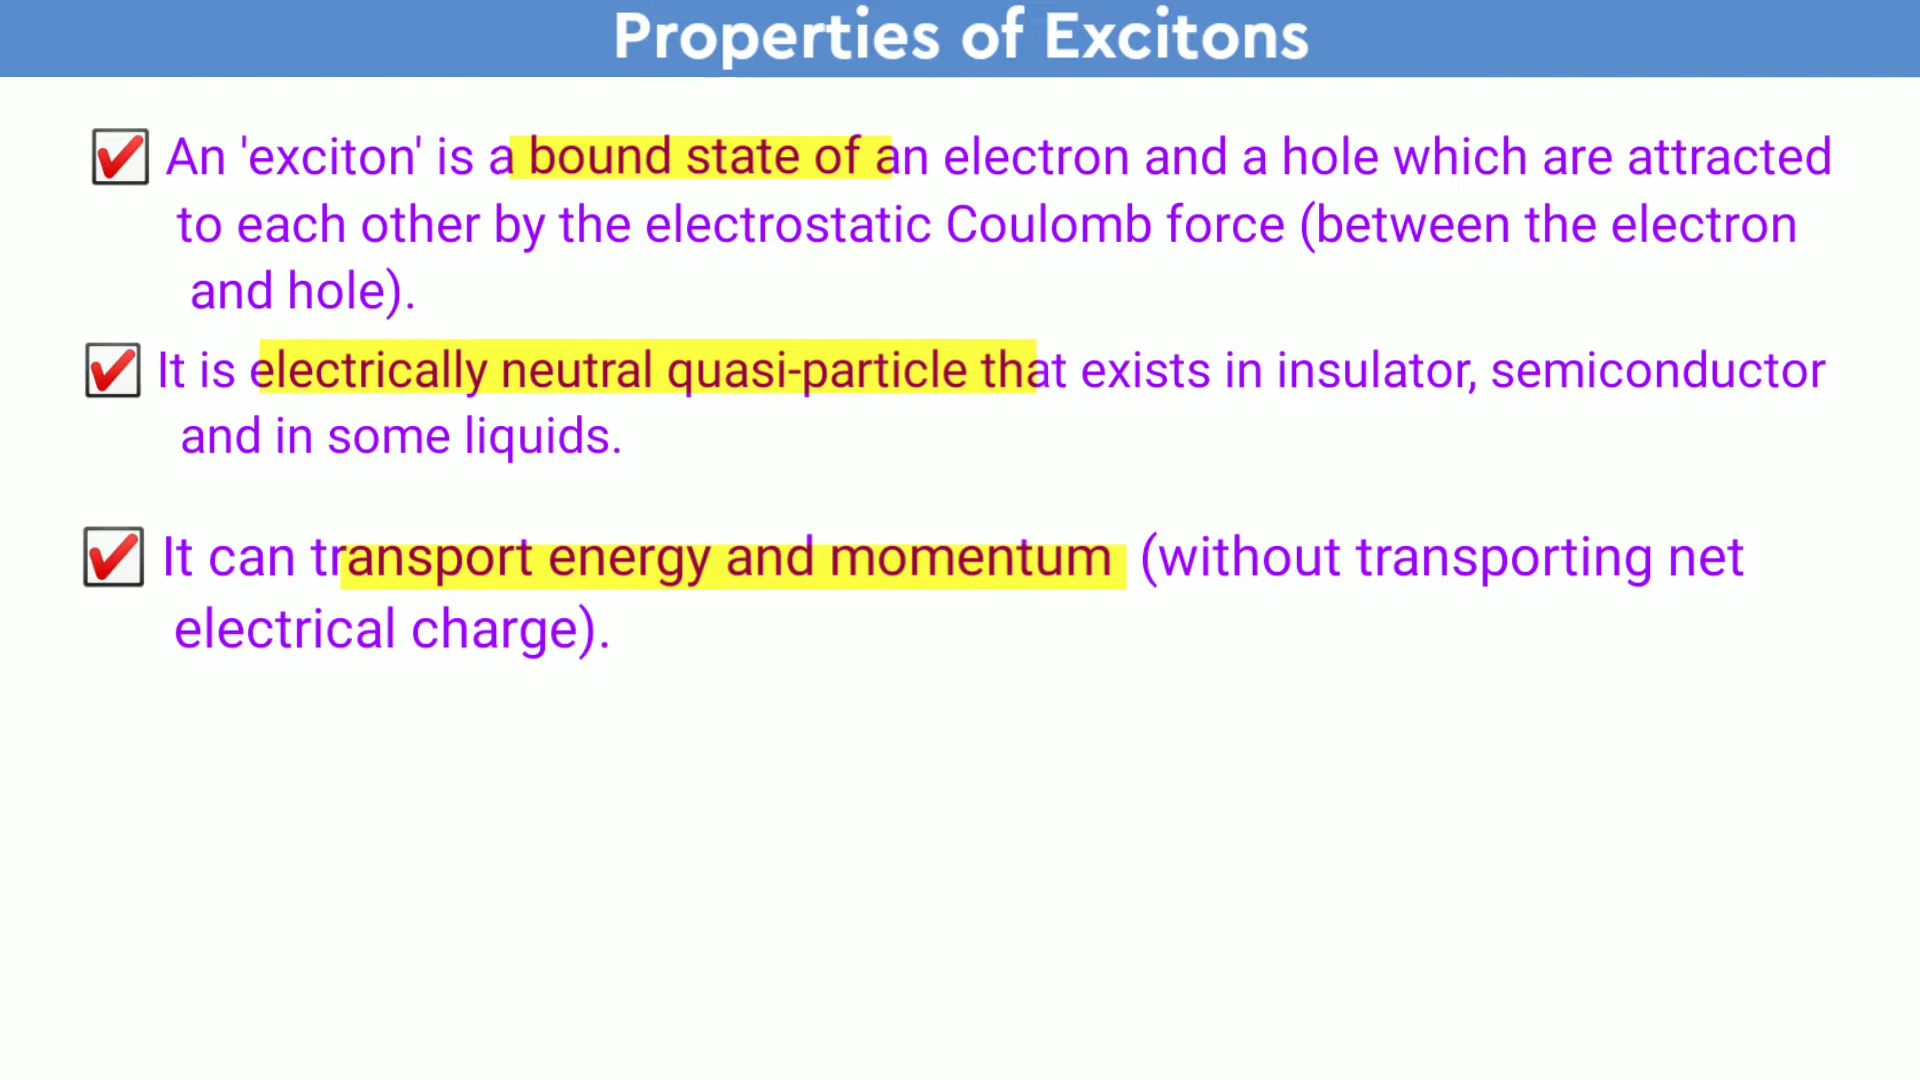 Properties of Excitons
An 'exciton' is a bound state of an electron and a hole which are attracted
to each other by the electrostatic Coulomb force (between the electron
and hole).
It is electrically neutral quasi-particle that exists in insulator, semiconductor
and in some liquids.
It can transport energy and momentum (without transporting net
electrical charge).